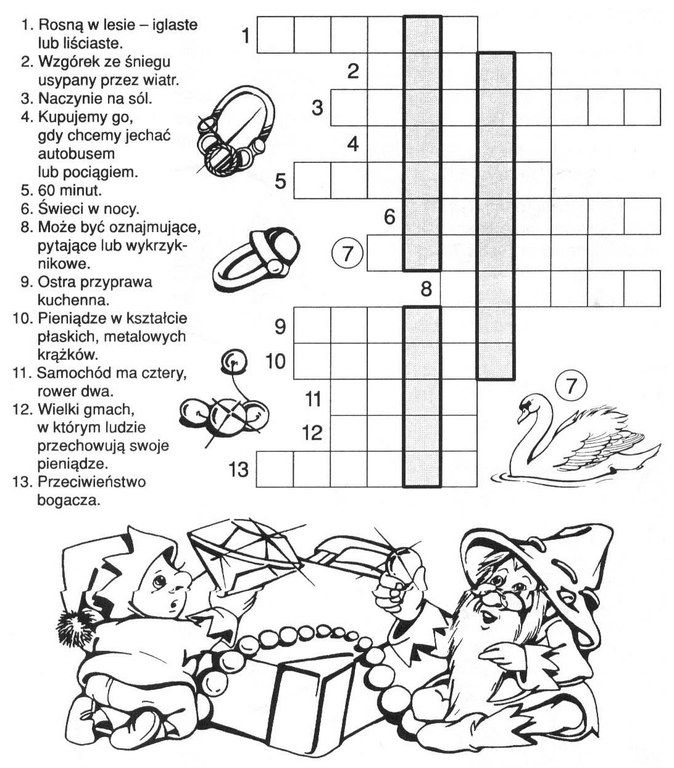 1. Rosną w lesie – iglaste
lub liściaste.
2. Wzgórek ze śniegu
usypany przez wiatr.
3. Naczynie na sól.
4. Kupujemy go,
gdy chcemy jechać
autobusem
lub pociągiem.
5. 60 minut.
6. Świeci w nocy.
8. Może być oznajmujące,
pytające lub wykrzyk-
nikowe.
9. Ostra przyprawa
kuchenna.
10. Pieniądze w kształcie
płaskich, metalowych
krążków.
11. Samochód ma cztery,
rower dwa.
12. Wielki gmach,
w którym ludzie
przechowują swoje
pieniądze.
13. Przeciwieństwo
bogacza.
1
2
3
4
5
6
7
8
9
10
11
12
13
7